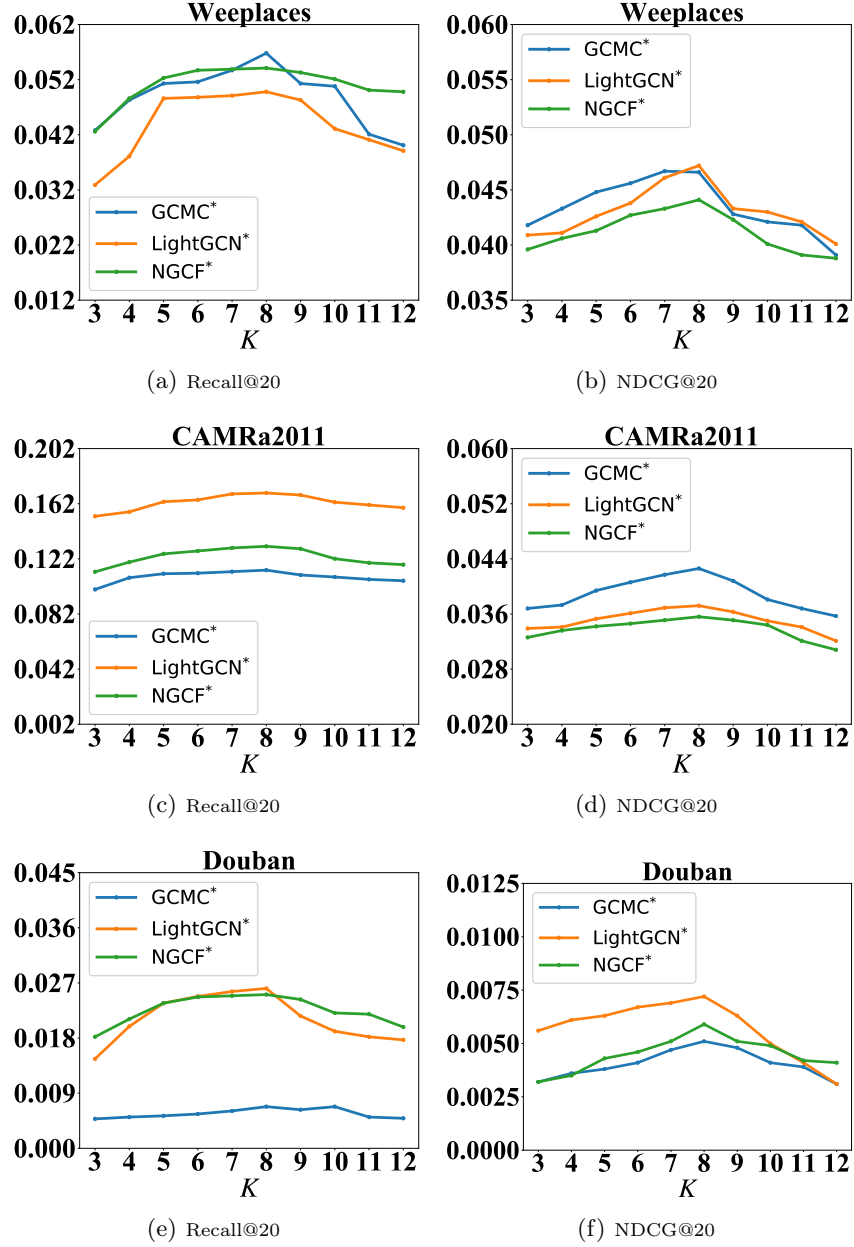 Weeplaces
0.062
0.052
0.042
0.032
0.022
0.012
GCMC*
LightGCN*
NGCF*
3 4 5 6 7 8 9 10 11 12
K
(a) Recall@20
Weeplaces
0.060
0.055
0.050
0.045
0.040
0.035
GCMC*
LightGCN*
NGCF*
3 4 5 6 7 8 9 10 11 12
K
(b) NDCG@20
CAMRa2011
0.202
0.162
0.122
0.082
0.042
0.002
GCMC*
LightGCN*
NGCF*
3 4 5 6 7 8 9 10 11 12
K
(c) Recall@20
CAMRa2011
0.060
0.052
0.044
0.036
0.028
0.020
GCMC*
LightGCN*
NGCF*
3 4 5 6 7 8 9 10 11 12
K
(d) NDCG@20
Douban
0.045
0.036
0.027
0.018
0.009
0.000
GCMC*
LightGCN*
NGCF*
3 4 5 6 7 8 9 10 11 12
K
(e) Recall@20
Douban
0.0125
0.0100
0.0075
0.0050
0.0025
0.0000
GCMC*
LightGCN*
NGCF*
3 4 5 6 7 8 9 10 11 12
K
(f) NDCG@20